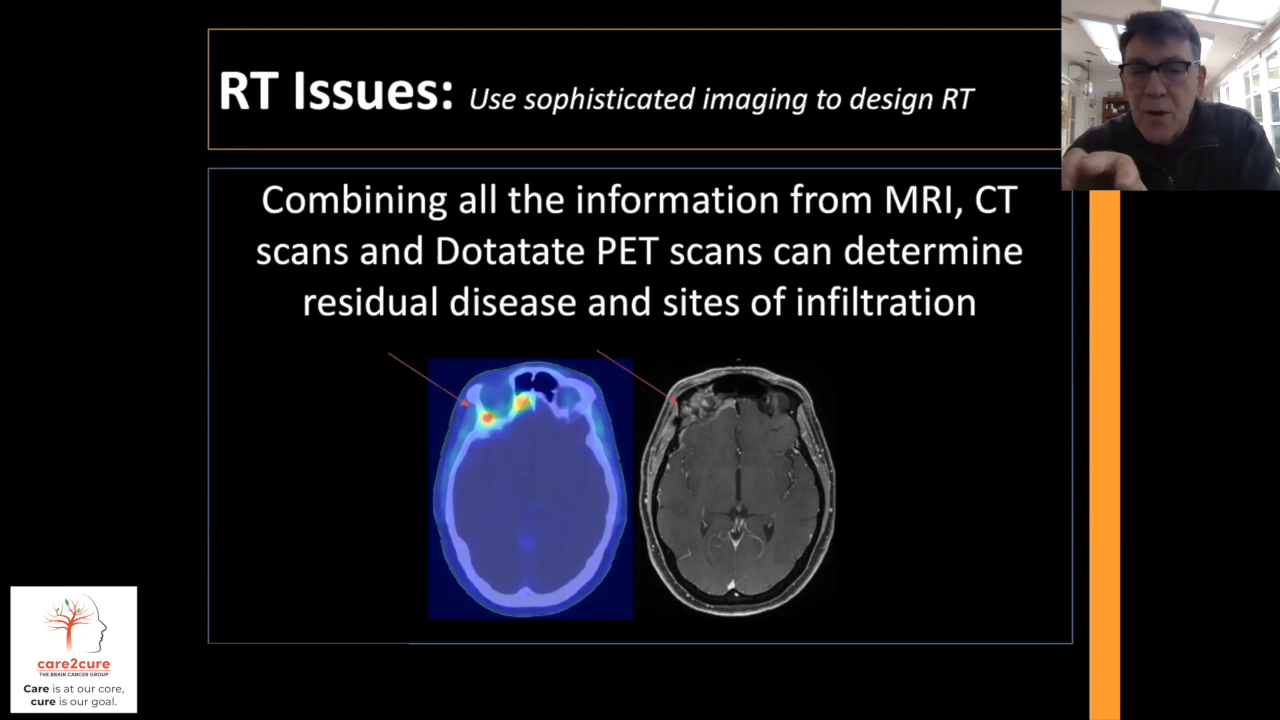 RT Issues: Use sophisticated imaging to design RT
Combining all the information from MRI, CT
scans and Dotatate PET scans can determine
residual disease and sites of infiltration
care2cure
THE BRAIN CANCER GROUP
Care is at our core,
cure is our goal.